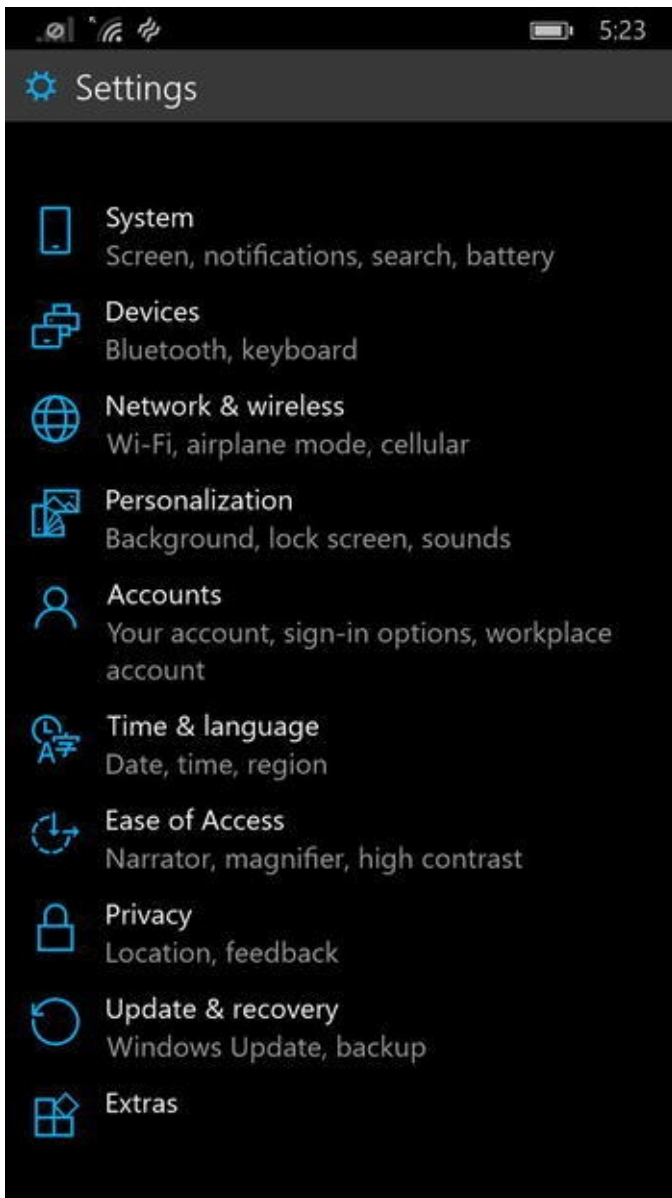 5:23
Settings
System
Screen, notifications, search, battery
Devices
Bluetooth, keyboard
Network & wireless
Wi-Fi, airplane mode, cellular
Personalization
Background, lock screen, sounds
Accounts
Your account, sign-in options, workplace
account
Time & language
Date, time, region
Ease of Access
Narrator, magnifier, high contrast
Privacy
Location, feedback
Update & recovery
Windows Update, backup
Extras